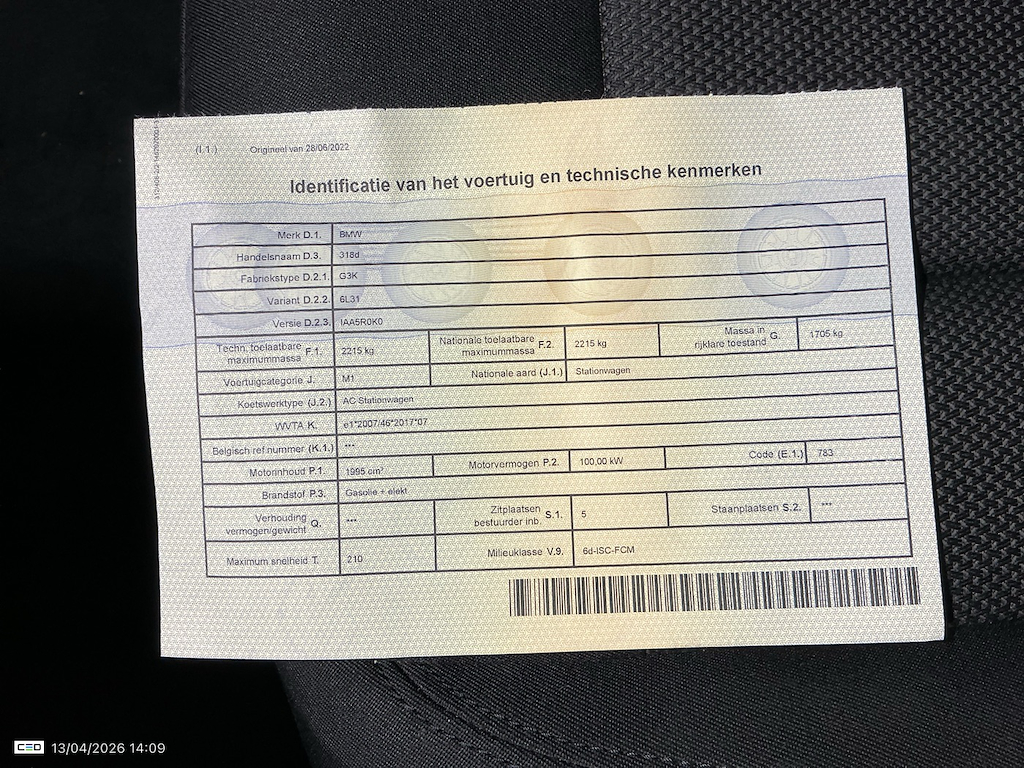 (I.1.) Origineel van 28/06/2022
Identificatie van het voertuig en technische kenmerken
Merk D.1. BMW
Handelsnaam D.3. 318d
Fabriekstype D.2.1. G3K
Variant D.2.2. 6L31
Versie D.2.3. IAA5R0K0
Techn. toelaatbare maximummassa F.1. 2215 kg Nationale toelaatbare maximummassa F.2. 2215 kg Massa in rijklare toestand G. 1705 kg
Voertuigcategorie J. M1 Nationale aard (J.1.) Stationwagen
Koetswerktype (J.2.) AC Stationwagen
WVTA K. e1*2007/46*2017*07
Belgisch ref.nummer (K.1.) ***
Motorinhoud P.1. 1995 cm³ Motorvermogen P.2. 100,00 kW Code (E.1.) 783
Brandstof P.3. Gasolie + elekt
Verhouding vermogen/gewicht Q. *** Zitplaatsen bestuurder inb. S.1. 5 Staanplaatsen S.2. ***
Maximum snelheid T. 210 Milieuklasse V.9. 6d-ISC-FCM
CEO 13/04/2026 14:09